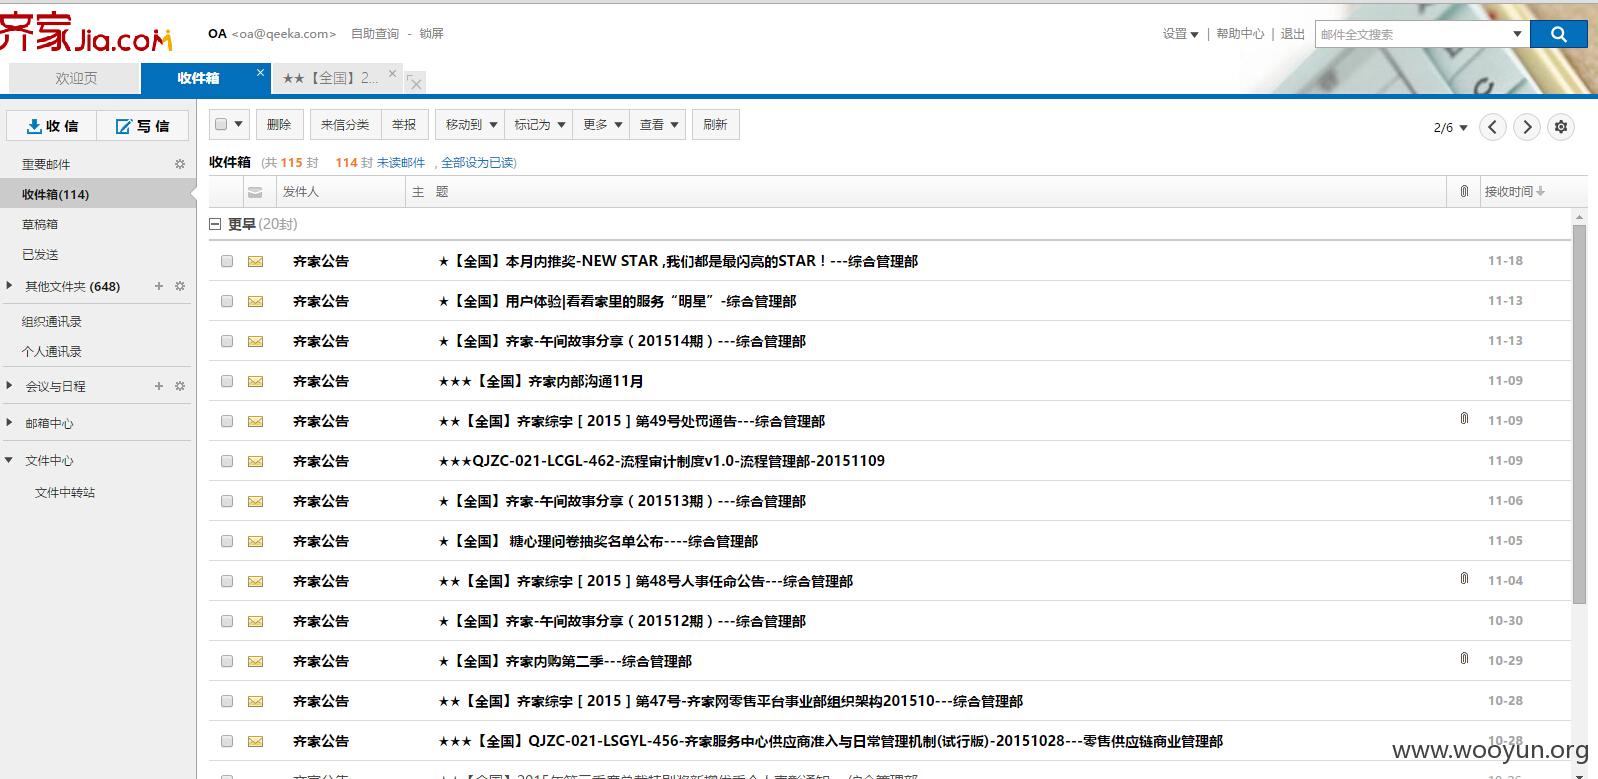 齐家Jia.com
OA <oa@qeeka.com> 自助查询 - 锁屏
设置 | 帮助中心 | 退出 邮件全文搜索
欢迎页 收件箱 ★★【全国】2...
收信 写信
删除 来信分类 举报 移动到 标记为 更多 查看 刷新
2/6
收件箱 (共 115 封 114 封 未读邮件 , 全部设为已读)
重要邮件
收件箱(114)
草稿箱
已发送
其他文件夹 (648)
组织通讯录
个人通讯录
会议与日程
邮箱中心
文件中心
文件中转站
发件人 主 题 接收时间
更早 (20封)
齐家公告 ★【全国】本月内推奖-NEW STAR ,我们都是最闪亮的STAR！---综合管理部 11-18
齐家公告 ★【全国】用户体验|看看家里的服务“明星”-综合管理部 11-13
齐家公告 ★【全国】齐家-午间故事分享（201514期）---综合管理部 11-13
齐家公告 ★★★【全国】齐家内部沟通11月 11-09
齐家公告 ★★【全国】齐家综字 [ 2015 ] 第49号处罚通告---综合管理部 11-09
齐家公告 ★★★QJZC-021-LCGL-462-流程审计制度v1.0-流程管理部-20151109 11-09
齐家公告 ★【全国】齐家-午间故事分享（201513期）---综合管理部 11-06
齐家公告 ★【全国】 糖心理问卷抽奖名单公布----综合管理部 11-05
齐家公告 ★★【全国】齐家综字 [ 2015 ] 第48号人事任命公告---综合管理部 11-04
齐家公告 ★【全国】齐家-午间故事分享（201512期）---综合管理部 10-30
齐家公告 ★【全国】齐家内购第二季---综合管理部 10-29
齐家公告 ★★【全国】齐家综字 [ 2015 ] 第47号-齐家网零售平台事业部组织架构201510---综合管理部 10-28
齐家公告 ★★★【全国】QJZC-021-LSGYL-456-齐家服务中心供应商准入与日常管理机制(试行版)-20151028---零售供应链商业管理部 10-28
www.wooyun.org